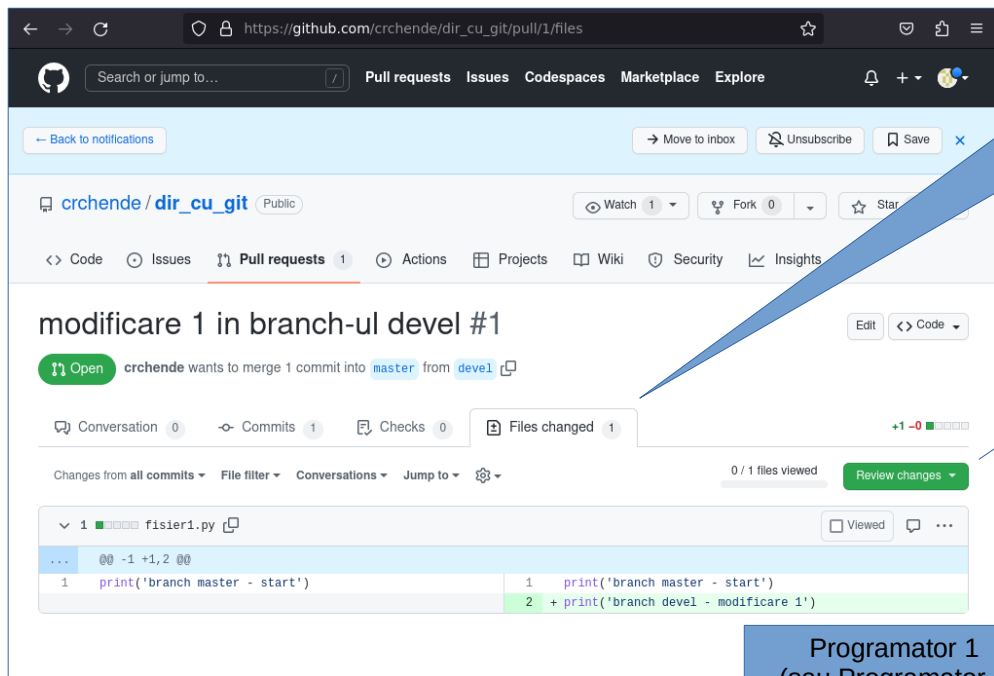 https://github.com/crchende/dir_cu_git/pull/1/files
Search or jump to... / Pull requests Issues Codespaces Marketplace Explore
← Back to notifications → Move to inbox Unsubscribe Save ×
crchende / dir_cu_git Public Watch 1 Fork 0 Star
<> Code Issues Pull requests 1 Actions Projects Wiki Security Insights
modificare 1 in branch-ul devel #1 Edit <> Code
Open crchende wants to merge 1 commit into master from devel
Conversation 0 Commits 1 Checks 0 Files changed 1 +1 −0
Changes from all commits File filter Conversations Jump to 0 / 1 files viewed Review changes
1 fisier1.py Viewed ...
... @@ -1 +1,2 @@
1 print('branch master - start') 1 print('branch master - start')
2 + print('branch devel - modificare 1')
Programator 1
(sau Programator